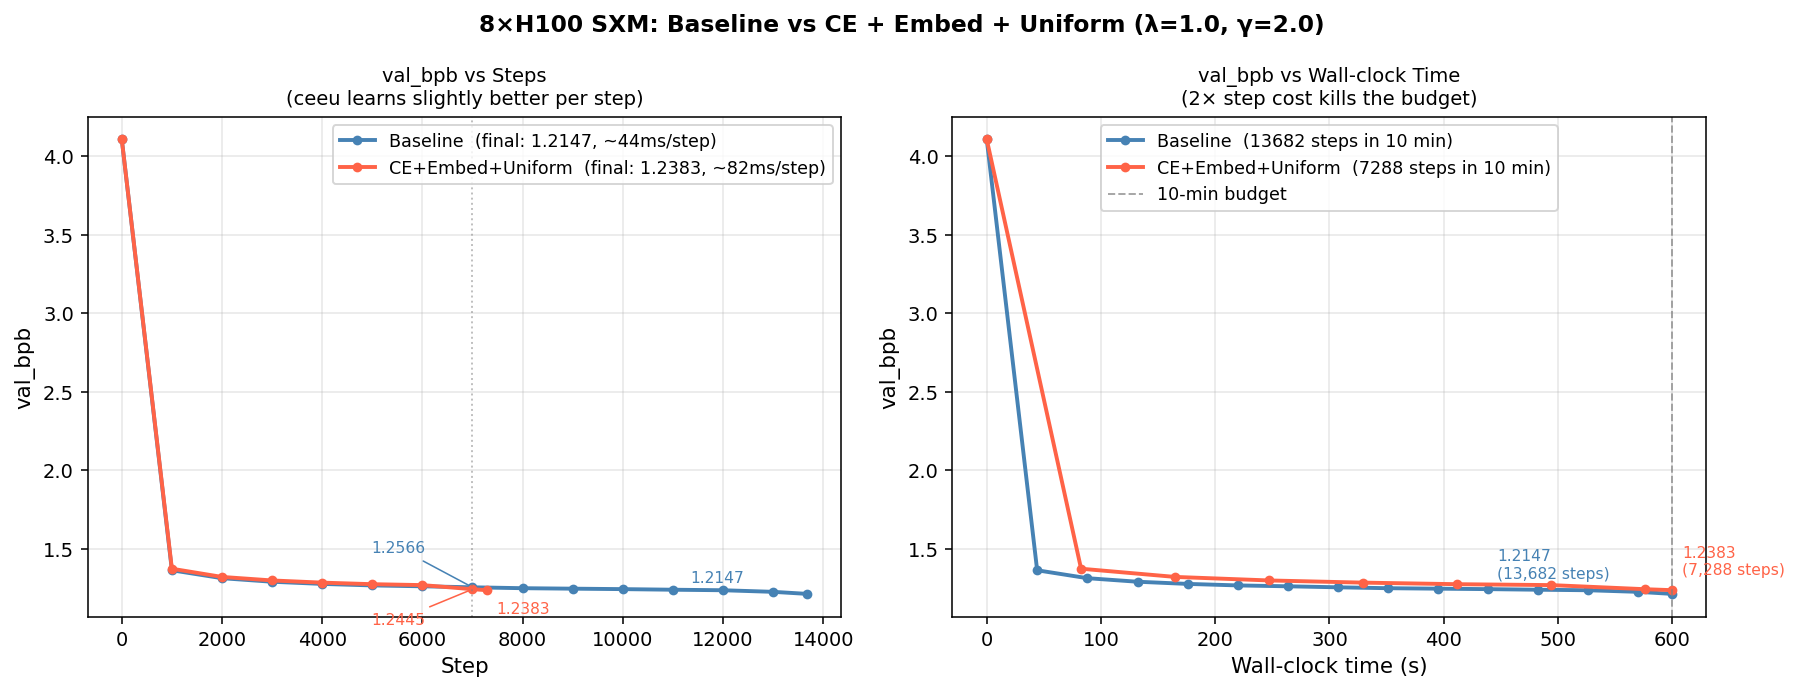 8×H100 SXM: Baseline vs CE + Embed + Uniform (λ=1.0, γ=2.0)
val_bpb vs Steps
(ceeu learns slightly better per step)
Baseline  (final: 1.2147, ~44ms/step)
CE+Embed+Uniform  (final: 1.2383, ~82ms/step)
4.0
3.5
3.0
2.5
2.0
1.5
val_bpb
1.2566
1.2147
1.2445
1.2383
0
2000
4000
6000
8000
10000
12000
14000
Step
val_bpb vs Wall-clock Time
(2× step cost kills the budget)
Baseline  (13682 steps in 10 min)
CE+Embed+Uniform  (7288 steps in 10 min)
10-min budget
4.0
3.5
3.0
2.5
2.0
1.5
val_bpb
1.2147
(13,682 steps)
1.2383
(7,288 steps)
0
100
200
300
400
500
600
Wall-clock time (s)